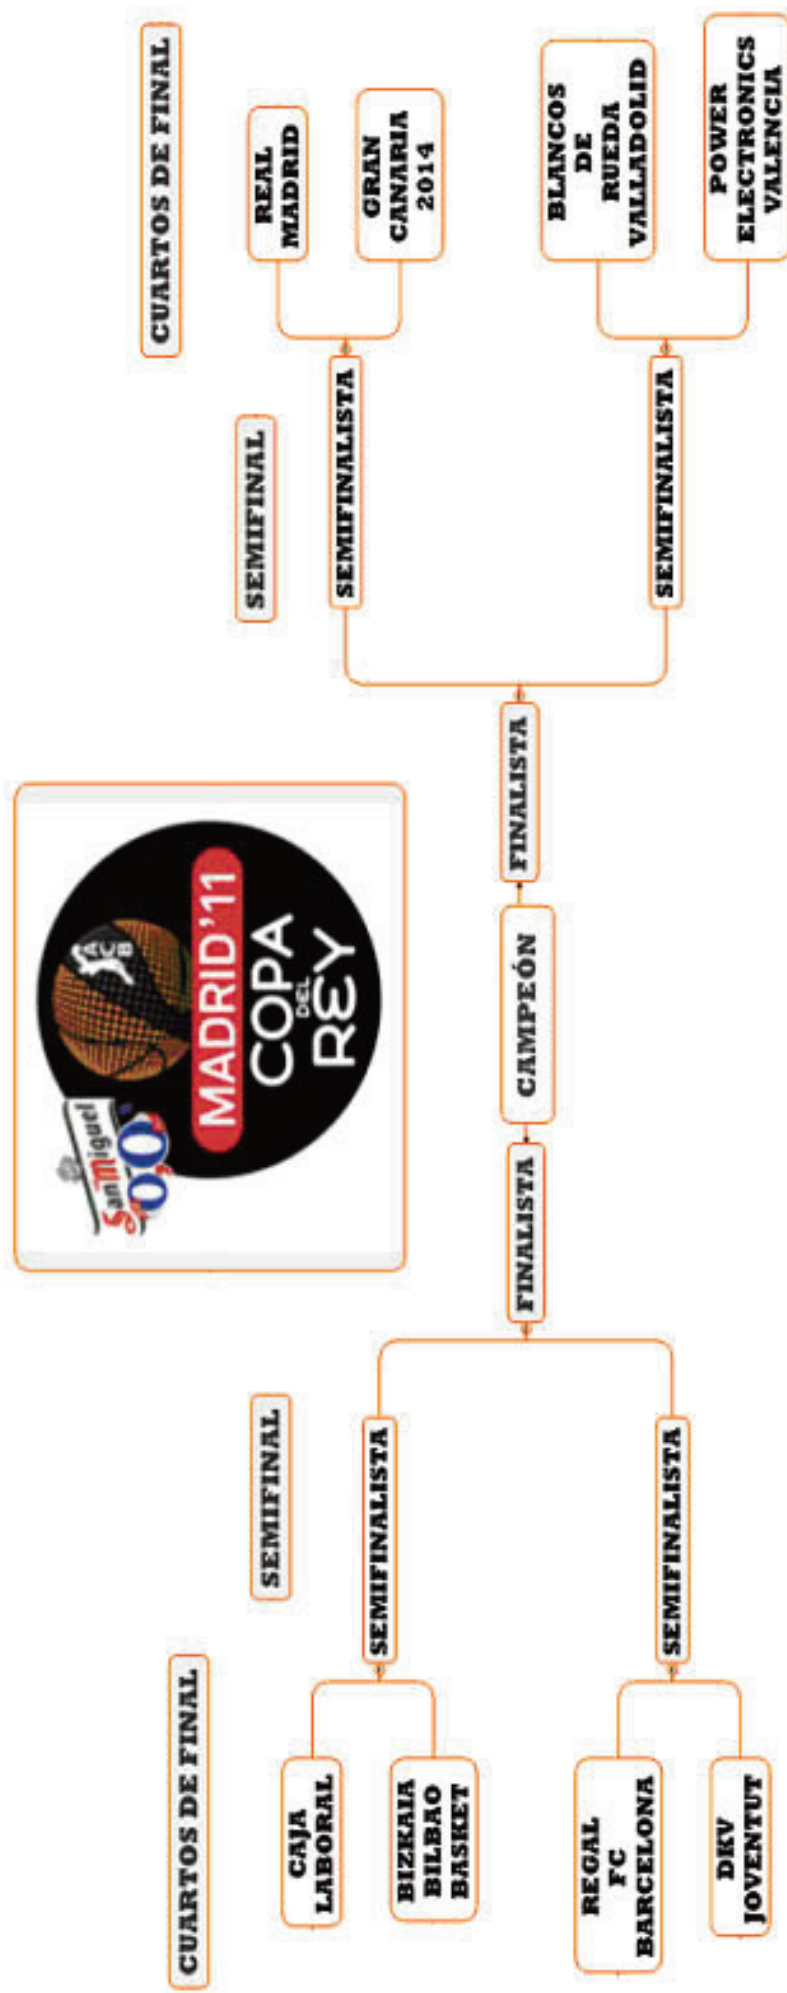 CUARTOS DE FINAL
CAJA
LABORAL
BIZKAIA
BILBAO
BASKET
REGAL
FC
BARCELONA
DKV
JOVENTUT
SEMIFINAL
SEMIFINALISTA
SEMIFINALISTA
FINALISTA
San Miguel
0,0
ACB
MADRID'11
COPA
DEL
REY
CAMPEÓN
FINALISTA
SEMIFINAL
SEMIFINALISTA
SEMIFINALISTA
CUARTOS DE FINAL
REAL
MADRID
GRAN
CANARIA
2014
BLANCOS
DE
RUEDA
VALLADOLID
POWER
ELECTRONICS
VALENCIA